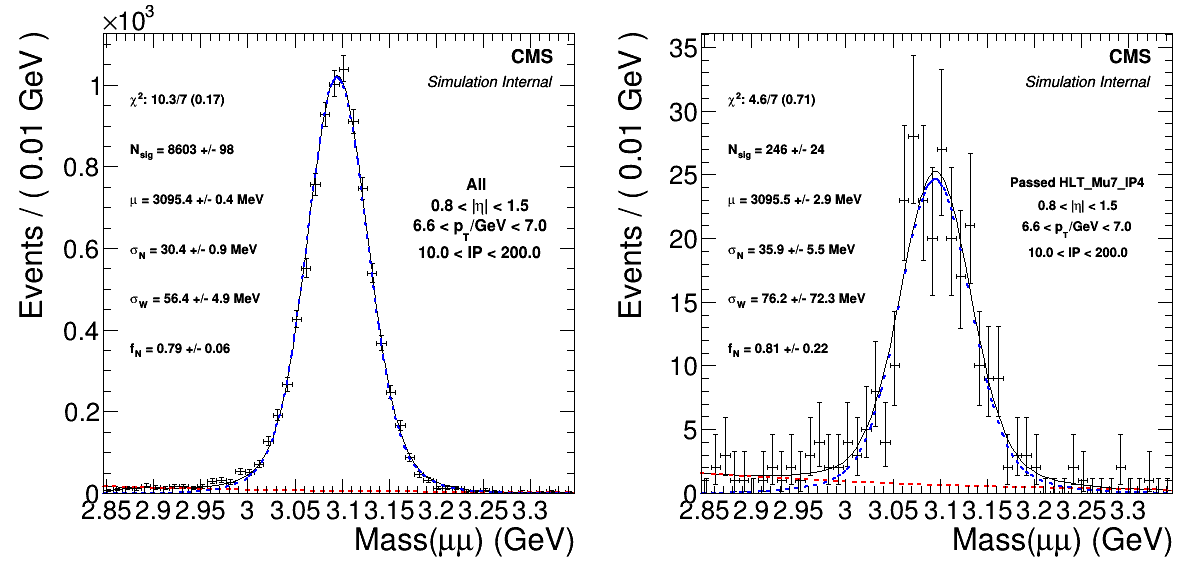 ×10³
Events / ( 0.01 GeV )
1
0.8
0.6
0.4
0.2
0
CMS
Simulation Internal
χ²: 10.3/7 (0.17)
N_sig = 8603 +/- 98
μ = 3095.4 +/- 0.4 MeV
σ_N = 30.4 +/- 0.9 MeV
σ_W = 56.4 +/- 4.9 MeV
f_N = 0.79 +/- 0.06
All
0.8 < |η| < 1.5
6.6 < p_T/GeV < 7.0
10.0 < IP < 200.0
2.85 2.9 2.95 3 3.05 3.1 3.15 3.2 3.25 3.3
Mass(μμ) (GeV)
Events / ( 0.01 GeV )
35
30
25
20
15
10
5
0
CMS
Simulation Internal
χ²: 4.6/7 (0.71)
N_sig = 246 +/- 24
μ = 3095.5 +/- 2.9 MeV
σ_N = 35.9 +/- 5.5 MeV
σ_W = 76.2 +/- 72.3 MeV
f_N = 0.81 +/- 0.22
Passed HLT_Mu7_IP4
0.8 < |η| < 1.5
6.6 < p_T/GeV < 7.0
10.0 < IP < 200.0
2.85 2.9 2.95 3 3.05 3.1 3.15 3.2 3.25 3.3
Mass(μμ) (GeV)